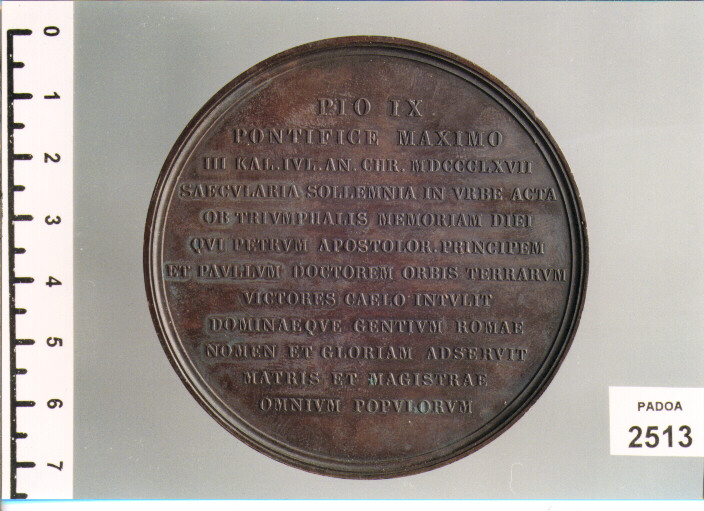 PIO IX
PONTIFICE MAXIMO
III KAL.IVL.AN.CHR.MDCCCLXVII
SAECVLARIA SOLLEMNIA IN VRBE ACTA
OB TRIVMPHALIS MEMORIAM DIEI
QVI PETRVM APOSTOLOR.PRINCIPEM
ET PAVLLVM DOCTOREM ORBIS TERRARVM
VICTORES CAELO INTVLIT
DOMINAEQVE GENTIVM ROMAE
NOMEN ET GLORIAM ADSERVIT
MATRIS ET MAGISTRAE
OMNIVM POPVLORVM
0
1
2
3
4
5
6
7
PADOA
2513